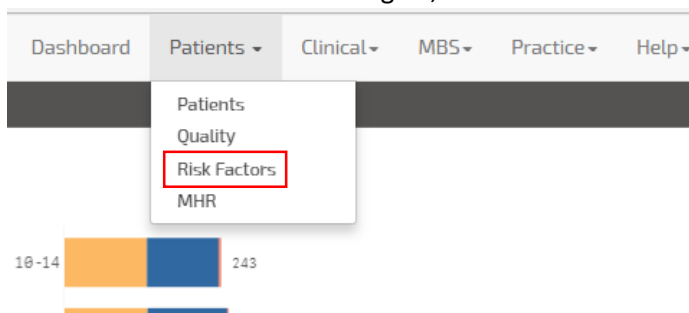 Dashboard Patients Clinical MBS Practice Help
Patients
Quality
Risk Factors
MHR
10-14 243